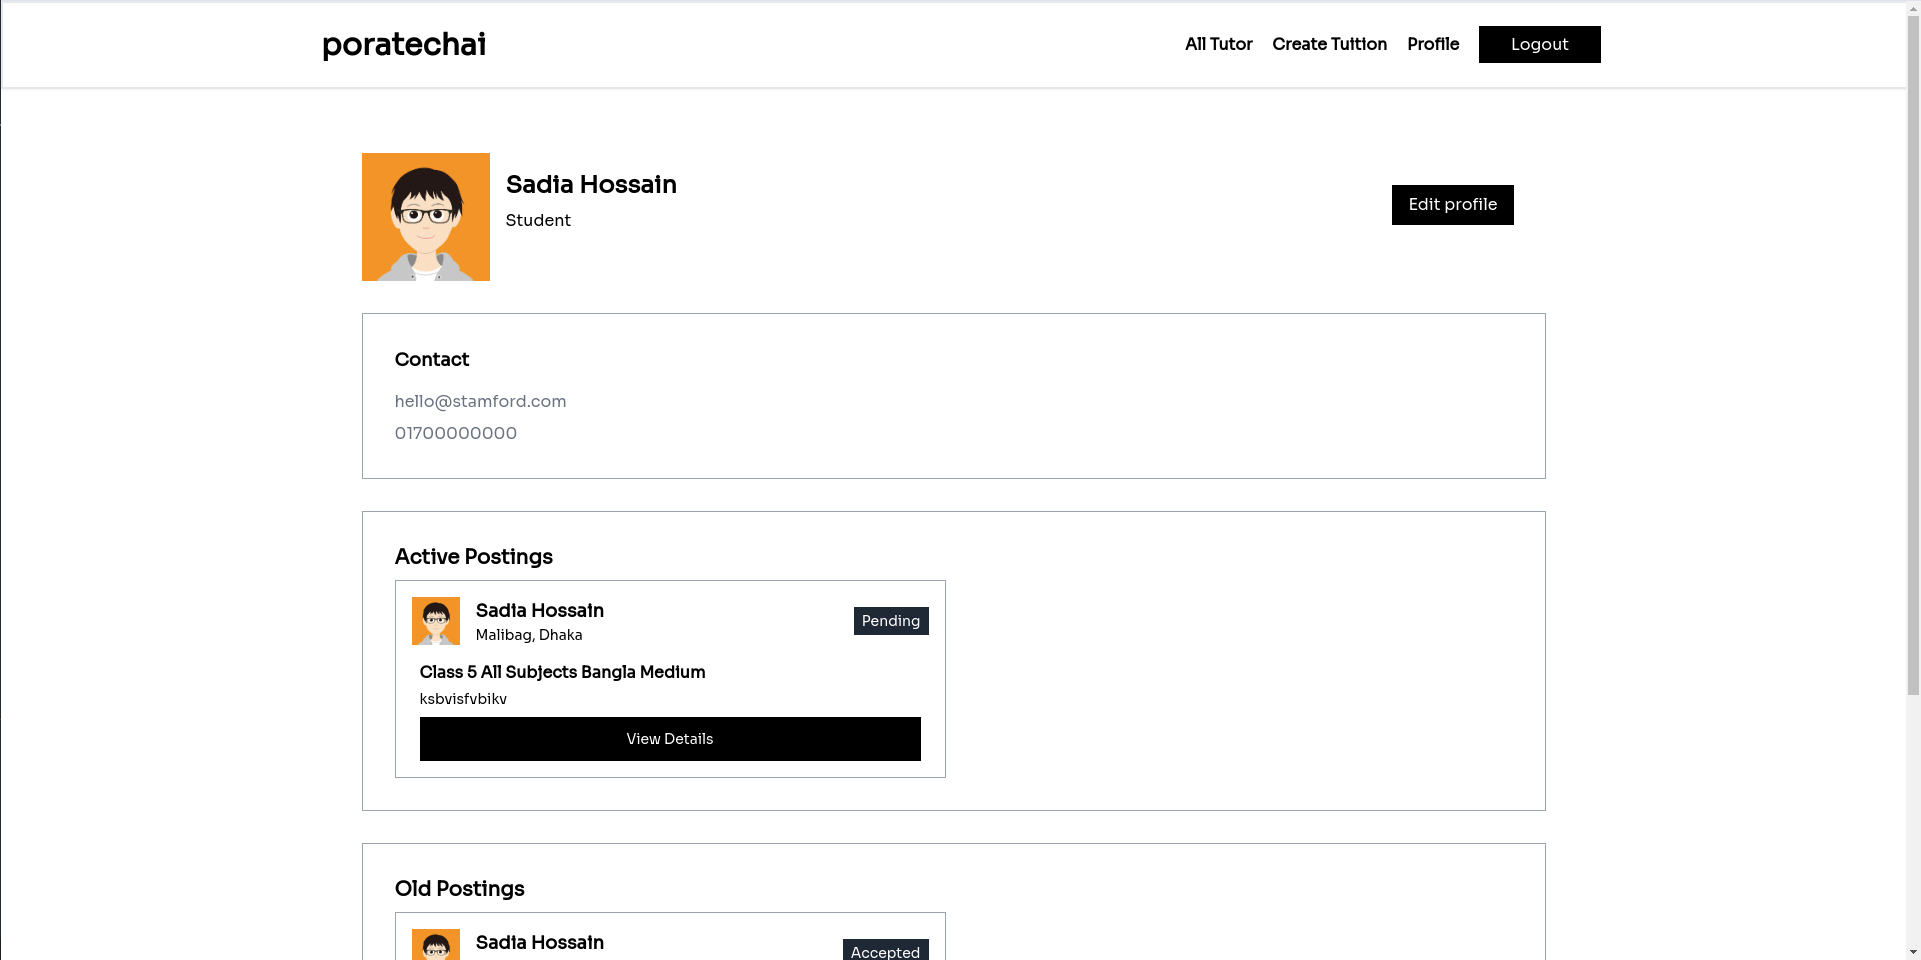 poratechai
All Tutor Create Tuition Profile Logout
Sadia Hossain
Student
Edit profile
Contact
hello@stamford.com
01700000000
Active Postings
Sadia Hossain
Malibag, Dhaka
Pending
Class 5 All Subjects Bangla Medium
ksbvisfvbikv
View Details
Old Postings
Sadia Hossain
Accepted